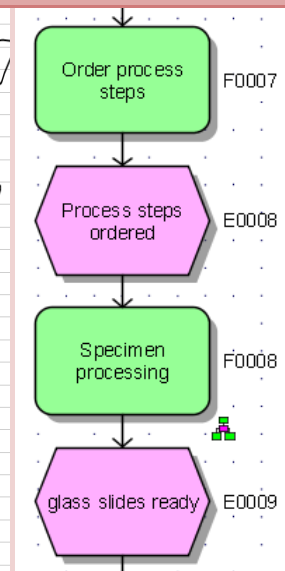 Order process
steps
F0007
Process steps
ordered
E0008
Specimen
processing
F0008
glass slides ready
E0009